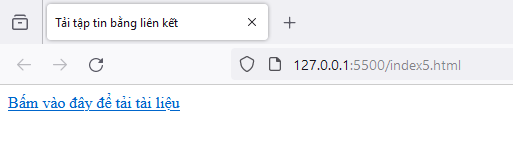 Tải tập tin bằng liên kết
127.0.0.1:5500/index5.html
Bấm vào đây để tải tài liệu